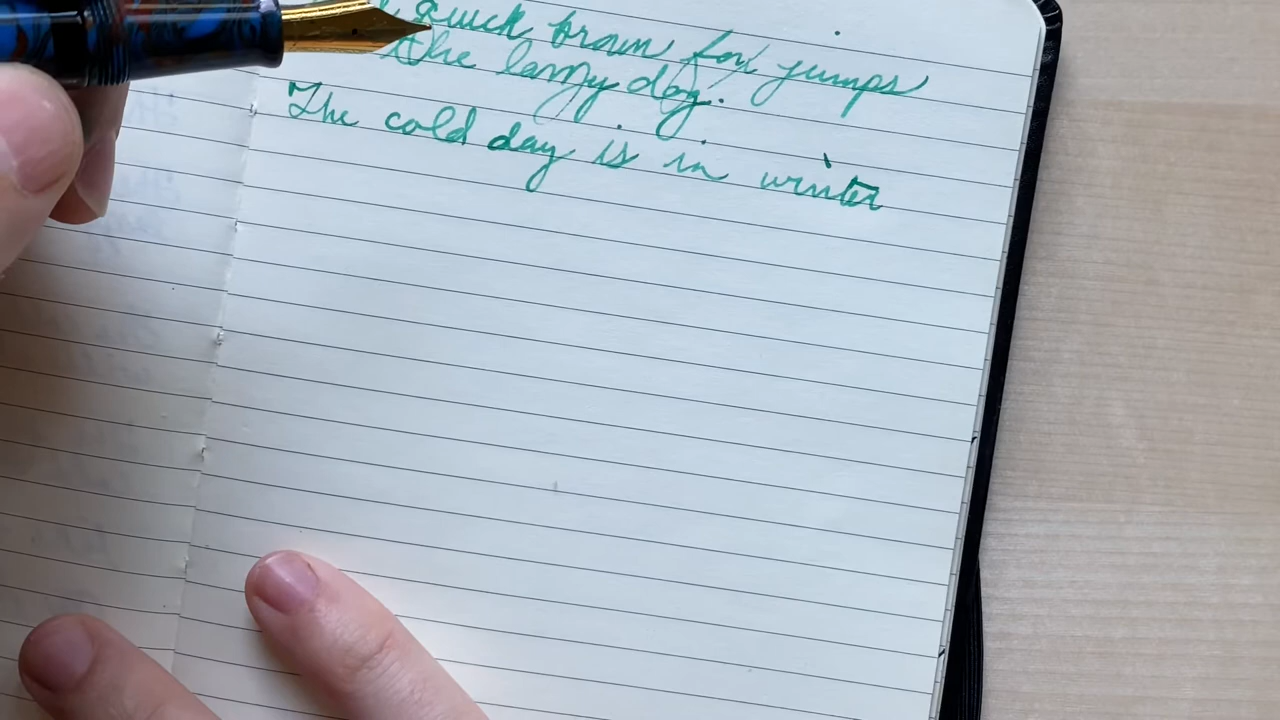 quick brown fox jumps
the lazy dog.
The cold day is in winter